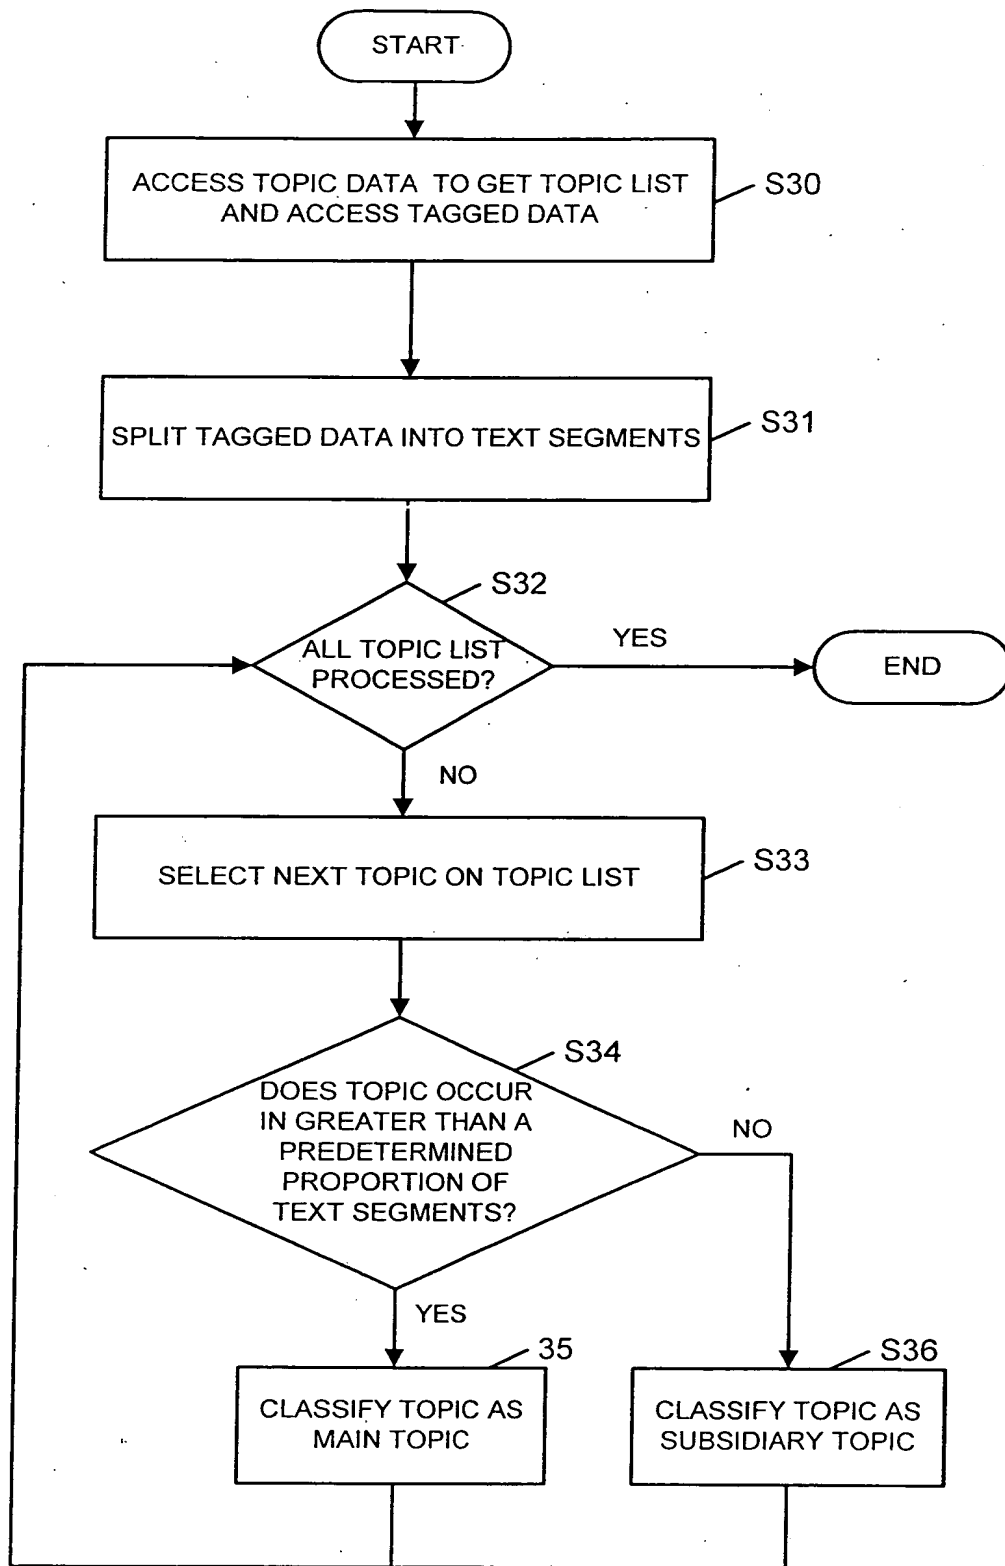 START
ACCESS TOPIC DATA TO GET TOPIC LIST
AND ACCESS TAGGED DATA
S30
SPLIT TAGGED DATA INTO TEXT SEGMENTS
S31
S32
ALL TOPIC LIST
PROCESSED?
YES
END
NO
SELECT NEXT TOPIC ON TOPIC LIST
S33
S34
DOES TOPIC OCCUR
IN GREATER THAN A
PREDETERMINED
PROPORTION OF
TEXT SEGMENTS?
NO
YES
35
CLASSIFY TOPIC AS
MAIN TOPIC
S36
CLASSIFY TOPIC AS
SUBSIDIARY TOPIC